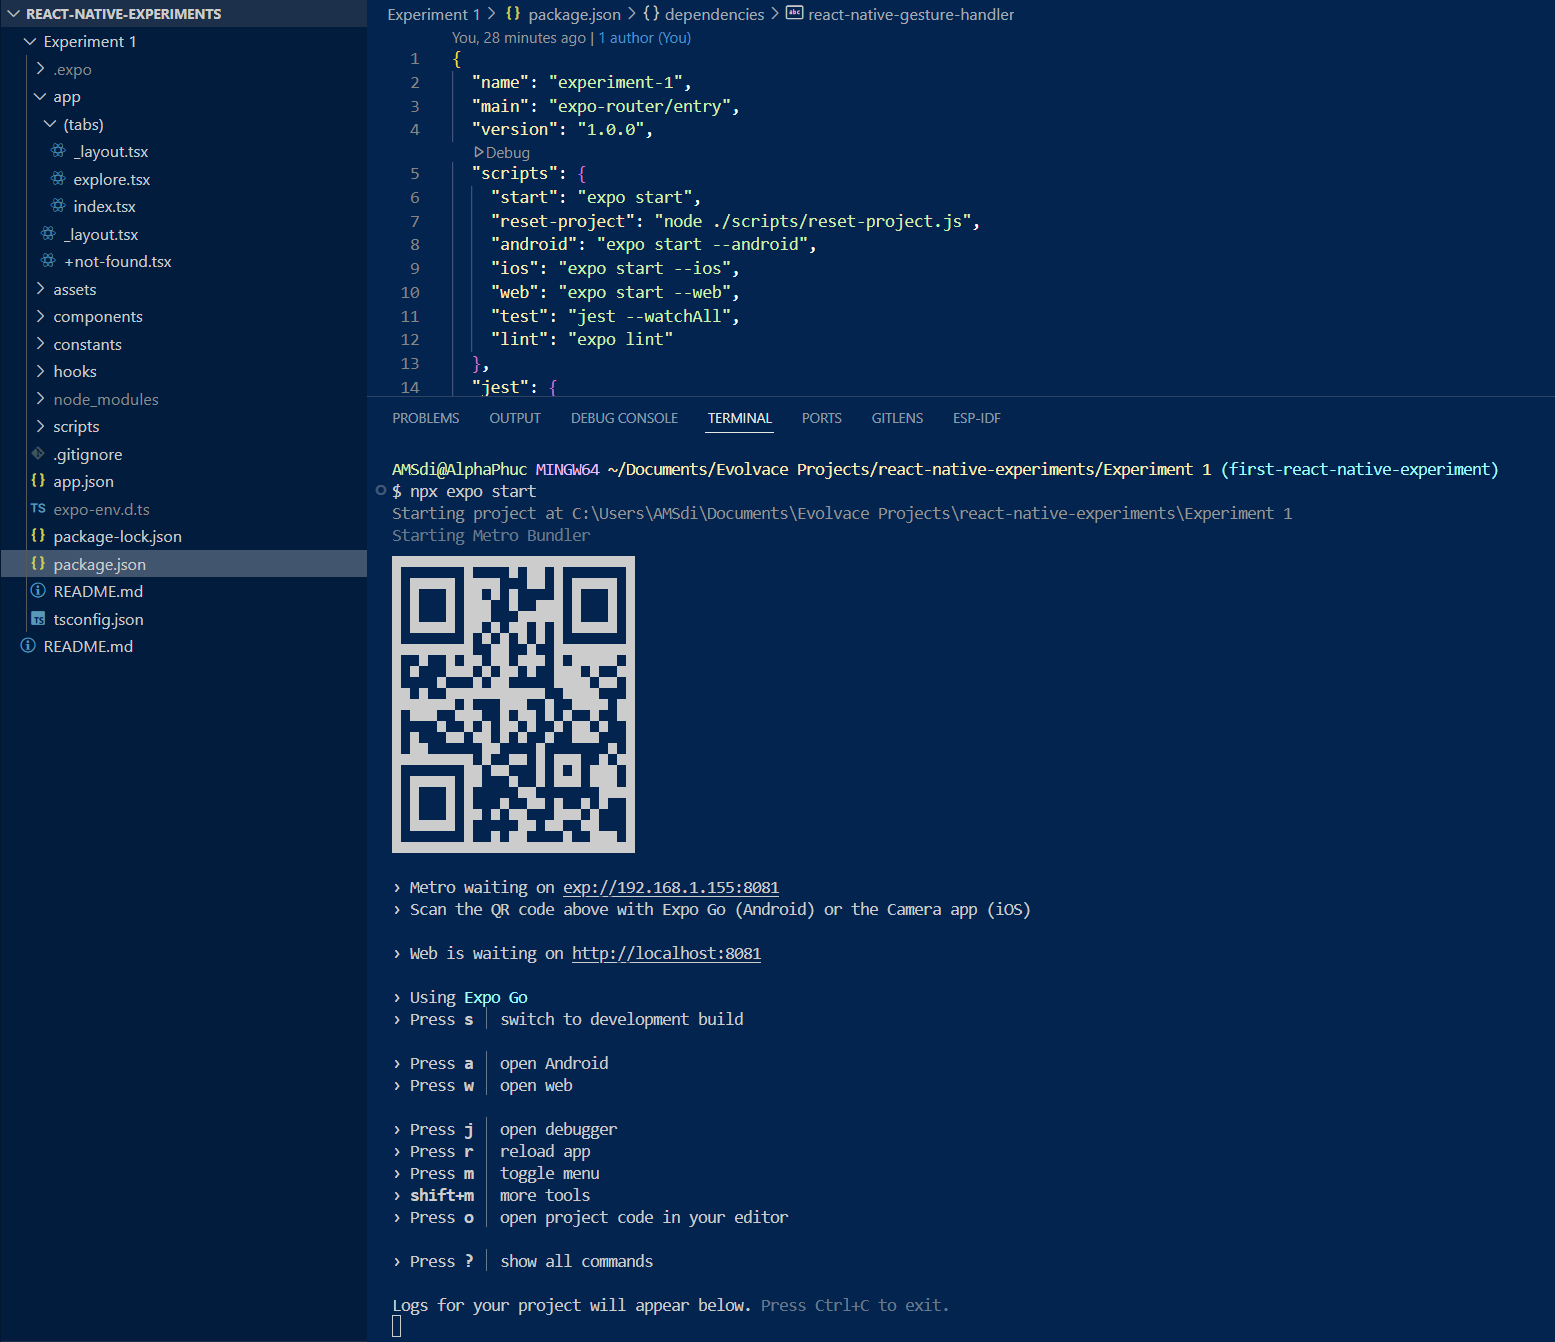 REACT-NATIVE-EXPERIMENTS
Experiment 1
.expo
app
(tabs)
_layout.tsx
explore.tsx
index.tsx
_layout.tsx
+not-found.tsx
assets
components
constants
hooks
node_modules
scripts
.gitignore
{} app.json
TS expo-env.d.ts
{} package-lock.json
{} package.json
README.md
TS tsconfig.json
README.md
Experiment 1 > {} package.json > {} dependencies > abc react-native-gesture-handler
You, 28 minutes ago | 1 author (You)
1 {
2 "name": "experiment-1",
3 "main": "expo-router/entry",
4 "version": "1.0.0",
Debug
5 "scripts": {
6 "start": "expo start",
7 "reset-project": "node ./scripts/reset-project.js",
8 "android": "expo start --android",
9 "ios": "expo start --ios",
10 "web": "expo start --web",
11 "test": "jest --watchAll",
12 "lint": "expo lint"
13 },
14 "jest": {
PROBLEMS OUTPUT DEBUG CONSOLE TERMINAL PORTS GITLENS ESP-IDF
AMSdi@AlphaPhuc MINGW64 ~/Documents/Evolvace Projects/react-native-experiments/Experiment 1 (first-react-native-experiment)
$ npx expo start
Starting project at C:\Users\AMSdi\Documents\Evolvace Projects\react-native-experiments\Experiment 1
Starting Metro Bundler
› Metro waiting on exp://192.168.1.155:8081
› Scan the QR code above with Expo Go (Android) or the Camera app (iOS)
› Web is waiting on http://localhost:8081
› Using Expo Go
› Press s │ switch to development build
› Press a │ open Android
› Press w │ open web
› Press j │ open debugger
› Press r │ reload app
› Press m │ toggle menu
› shift+m │ more tools
› Press o │ open project code in your editor
› Press ? │ show all commands
Logs for your project will appear below. Press Ctrl+C to exit.